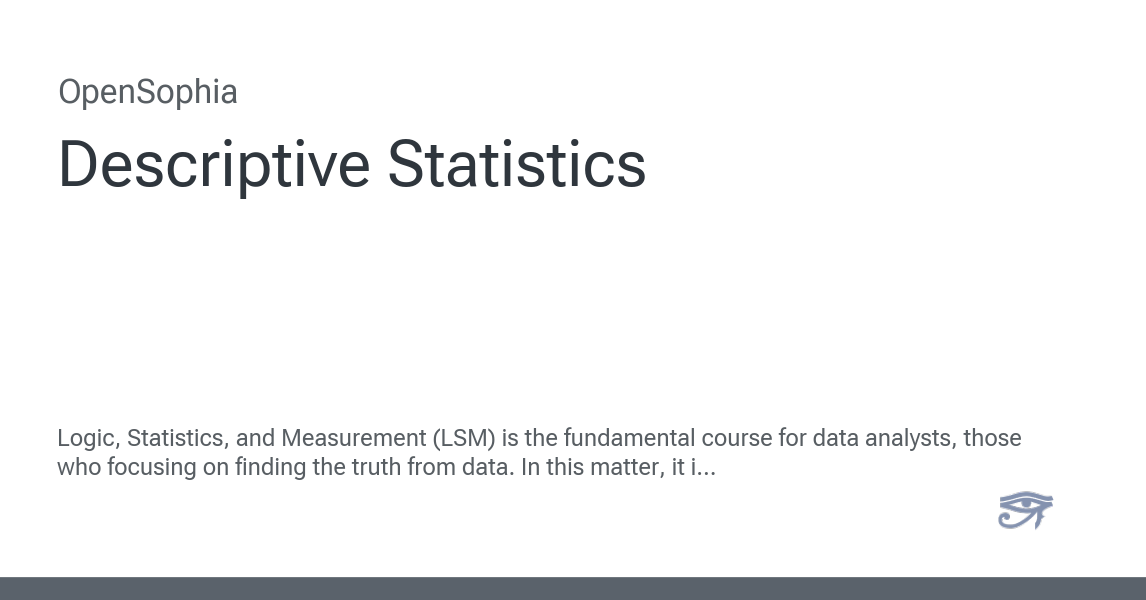 OpenSophia
Descriptive Statistics
Logic, Statistics, and Measurement (LSM) is the fundamental course for data analysts, those
who focusing on finding the truth from data. In this matter, it i...